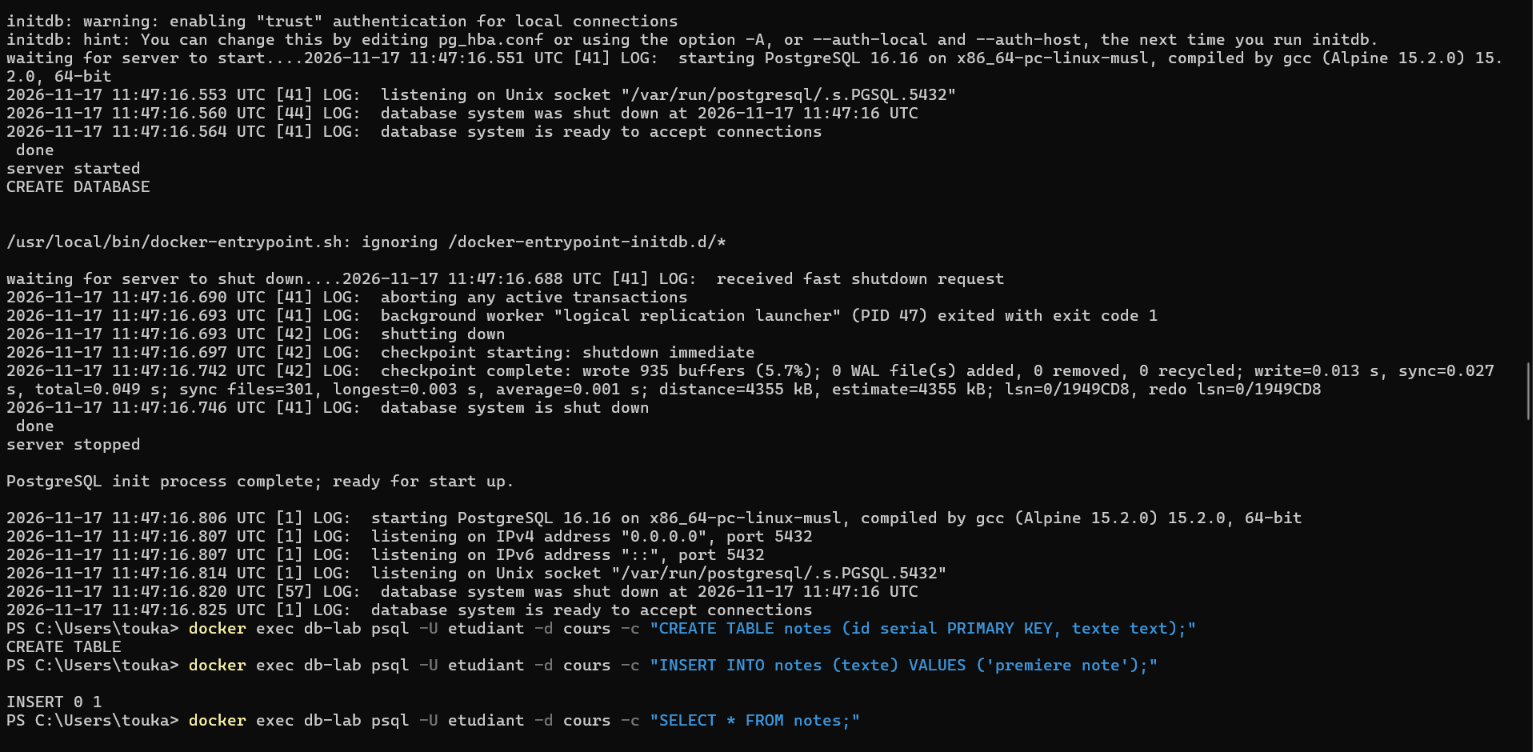 initdb: warning: enabling "trust" authentication for local connections
initdb: hint: You can change this by editing pg_hba.conf or using the option -A, or --auth-local and --auth-host, the next time you run initdb.
waiting for server to start....2026-11-17 11:47:16.551 UTC [41] LOG:  starting PostgreSQL 16.16 on x86_64-pc-linux-musl, compiled by gcc (Alpine 15.2.0) 15.
2.0, 64-bit
2026-11-17 11:47:16.553 UTC [41] LOG:  listening on Unix socket "/var/run/postgresql/.s.PGSQL.5432"
2026-11-17 11:47:16.560 UTC [44] LOG:  database system was shut down at 2026-11-17 11:47:16 UTC
2026-11-17 11:47:16.564 UTC [41] LOG:  database system is ready to accept connections
 done
server started
CREATE DATABASE
/usr/local/bin/docker-entrypoint.sh: ignoring /docker-entrypoint-initdb.d/*
waiting for server to shut down....2026-11-17 11:47:16.688 UTC [41] LOG:  received fast shutdown request
2026-11-17 11:47:16.690 UTC [41] LOG:  aborting any active transactions
2026-11-17 11:47:16.693 UTC [41] LOG:  background worker "logical replication launcher" (PID 47) exited with exit code 1
2026-11-17 11:47:16.693 UTC [42] LOG:  shutting down
2026-11-17 11:47:16.697 UTC [42] LOG:  checkpoint starting: shutdown immediate
2026-11-17 11:47:16.742 UTC [42] LOG:  checkpoint complete: wrote 935 buffers (5.7%); 0 WAL file(s) added, 0 removed, 0 recycled; write=0.013 s, sync=0.027
s, total=0.049 s; sync files=301, longest=0.003 s, average=0.001 s; distance=4355 kB, estimate=4355 kB; lsn=0/1949CD8, redo lsn=0/1949CD8
2026-11-17 11:47:16.746 UTC [41] LOG:  database system is shut down
 done
server stopped
PostgreSQL init process complete; ready for start up.
2026-11-17 11:47:16.806 UTC [1] LOG:  starting PostgreSQL 16.16 on x86_64-pc-linux-musl, compiled by gcc (Alpine 15.2.0) 15.2.0, 64-bit
2026-11-17 11:47:16.807 UTC [1] LOG:  listening on IPv4 address "0.0.0.0", port 5432
2026-11-17 11:47:16.807 UTC [1] LOG:  listening on IPv6 address "::", port 5432
2026-11-17 11:47:16.814 UTC [1] LOG:  listening on Unix socket "/var/run/postgresql/.s.PGSQL.5432"
2026-11-17 11:47:16.820 UTC [57] LOG:  database system was shut down at 2026-11-17 11:47:16 UTC
2026-11-17 11:47:16.825 UTC [1] LOG:  database system is ready to accept connections
PS C:\Users\touka> docker exec db-lab psql -U etudiant -d cours -c "CREATE TABLE notes (id serial PRIMARY KEY, texte text);"
CREATE TABLE
PS C:\Users\touka> docker exec db-lab psql -U etudiant -d cours -c "INSERT INTO notes (texte) VALUES ('premiere note');"
INSERT 0 1
PS C:\Users\touka> docker exec db-lab psql -U etudiant -d cours -c "SELECT * FROM notes;"